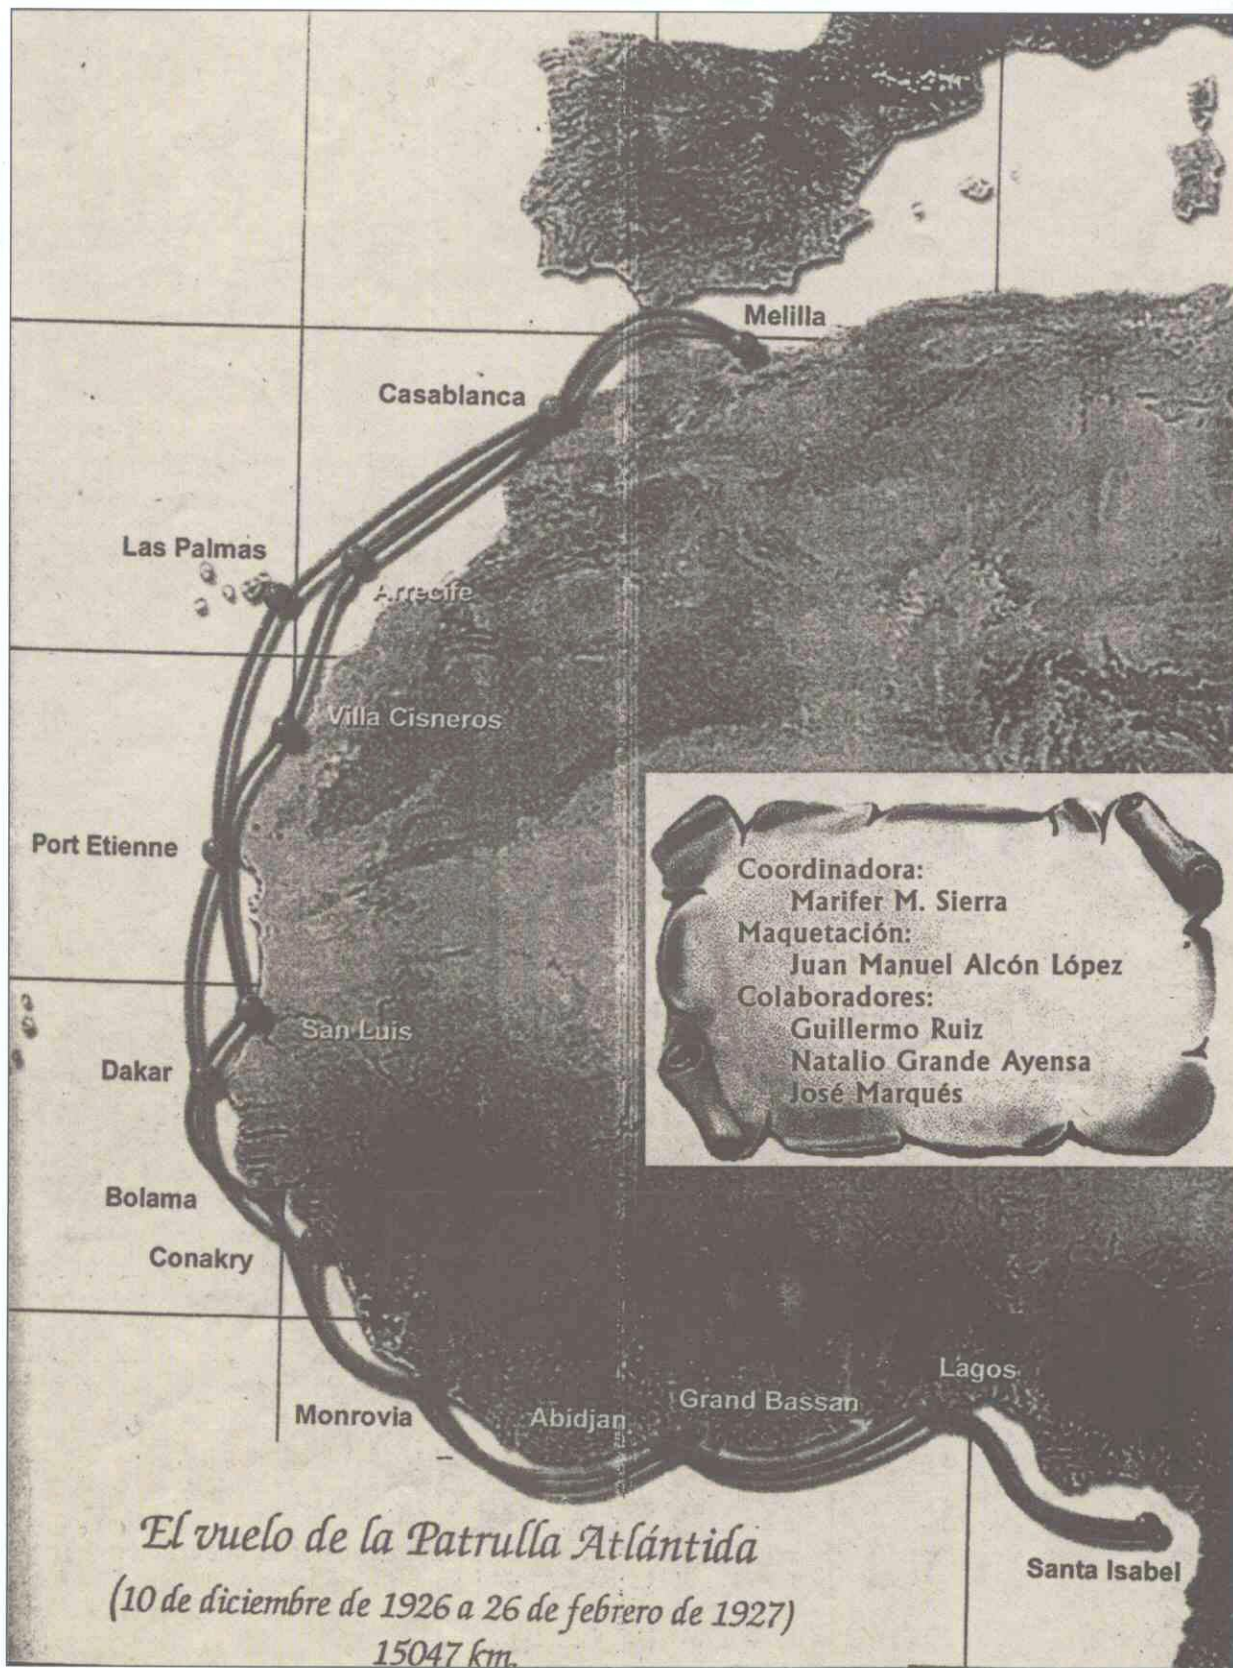 Melilla
Casablanca
Las Palmas
Arrecife
Villa Cisneros
Port Etienne
Coordinadora:
Marifer M. Sierra
Maquetación:
Juan Manuel Alcón López
Colaboradores:
Guillermo Ruiz
Natalio Grande Ayensa
José Marqués
San Luis
Dakar
Bolama
Conakry
Lagos
Grand Bassan
Abidjan
Monrovia
Santa Isabel
El vuelo de la Patrulla Atlántida
(10 de diciembre de 1926 a 26 de febrero de 1927)
15047 km.